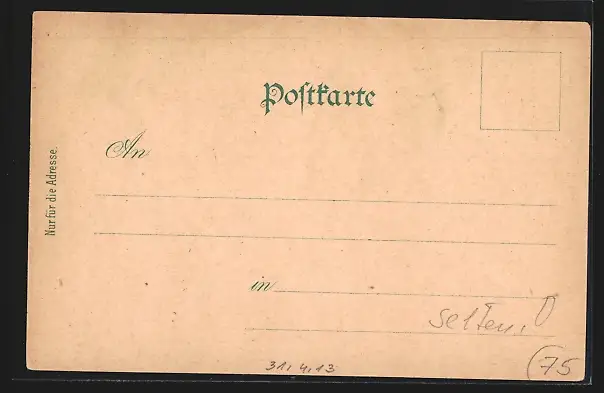 Postkarte
An
Nur für die Adresse.
in
selten!
31.4.13
75